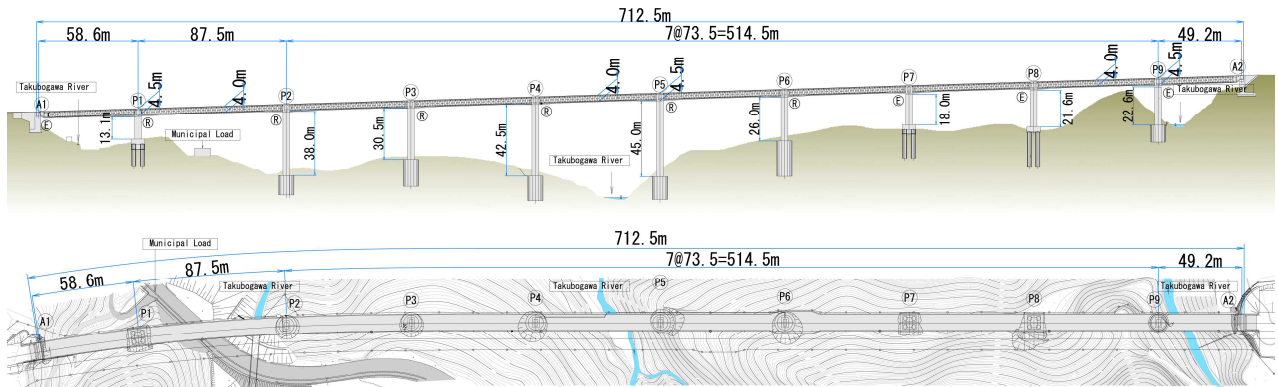 712.5m
58.6m
87.5m
7@73.5=514.5m
49.2m
Takubogawa River
A1
E
P1
4.5m
R
13.1m
4.0m
Municipal Load
P2
R
38.0m
P3
R
30.5m
P4
R
42.5m
4.0m
Takubogawa River
P5
4.5m
R
45.0m
P6
R
26.0m
P7
E
18.0m
P8
E
21.6m
4.0m
P9
4.5m
E
22.6m
Takubogawa River
A2
E
Municipal Load
712.5m
58.6m
87.5m
7@73.5=514.5m
49.2m
Takubogawa River
Takubogawa River
Takubogawa River
A1
P1
P2
P3
P4
P5
P6
P7
P8
P9
A2